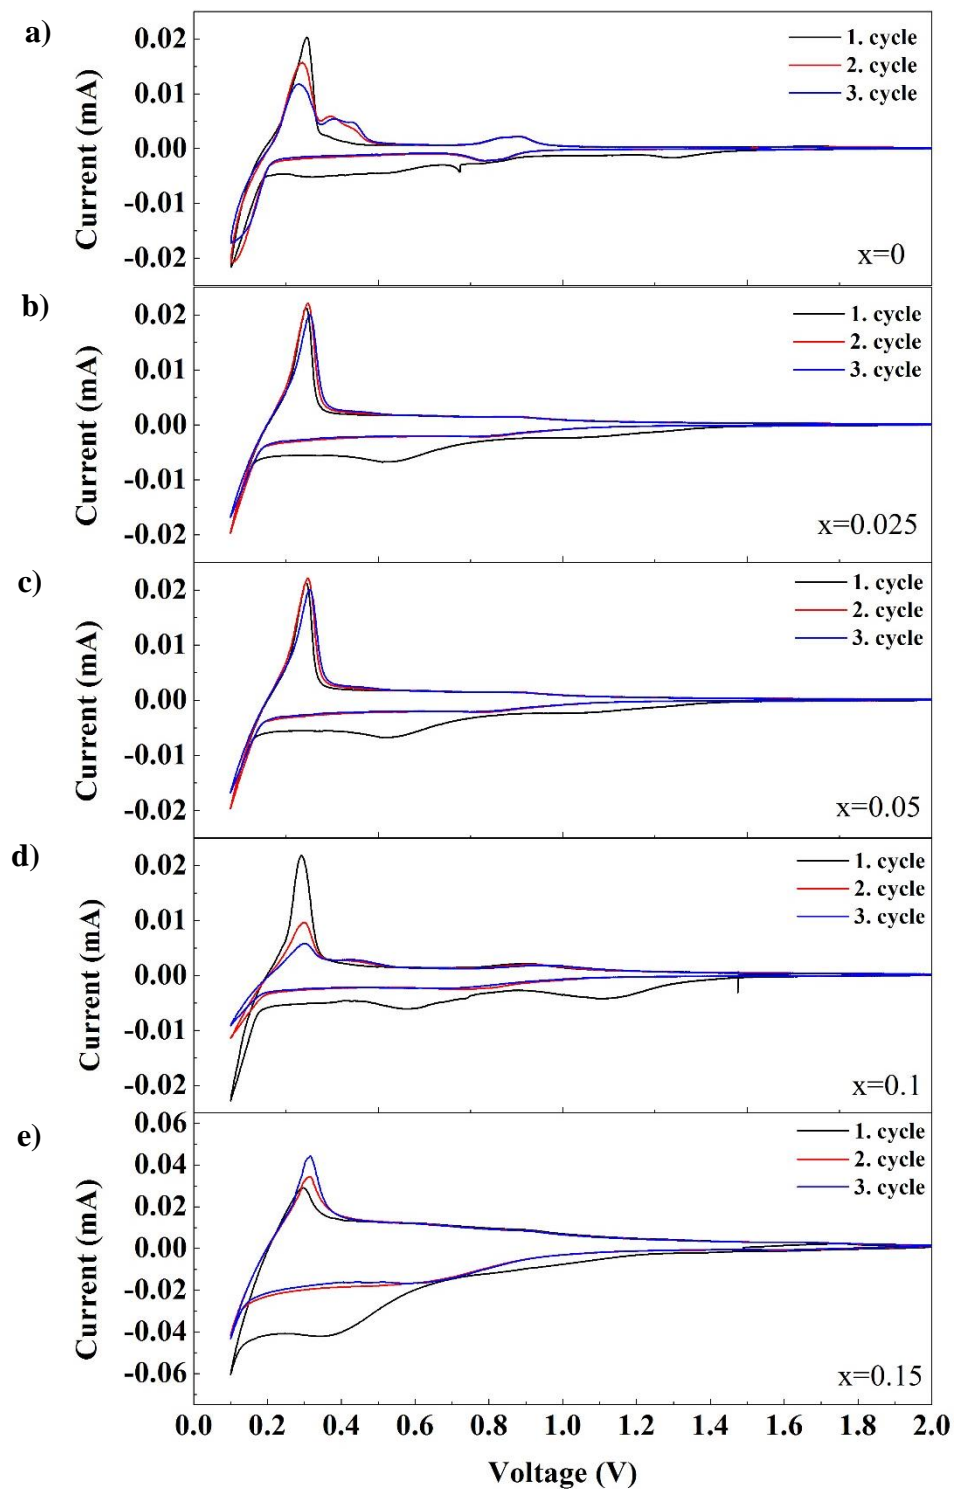 a)
0.02
0.01
0.00
-0.01
-0.02
Current (mA)
1. cycle
2. cycle
3. cycle
x=0
b)
0.02
0.01
0.00
-0.01
-0.02
Current (mA)
1. cycle
2. cycle
3. cycle
x=0.025
c)
0.02
0.01
0.00
-0.01
-0.02
Current (mA)
1. cycle
2. cycle
3. cycle
x=0.05
d)
0.02
0.01
0.00
-0.01
-0.02
Current (mA)
1. cycle
2. cycle
3. cycle
x=0.1
e)
0.06
0.04
0.02
0.00
-0.02
-0.04
-0.06
Current (mA)
1. cycle
2. cycle
3. cycle
x=0.15
0.0 0.2 0.4 0.6 0.8 1.0 1.2 1.4 1.6 1.8 2.0
Voltage (V)